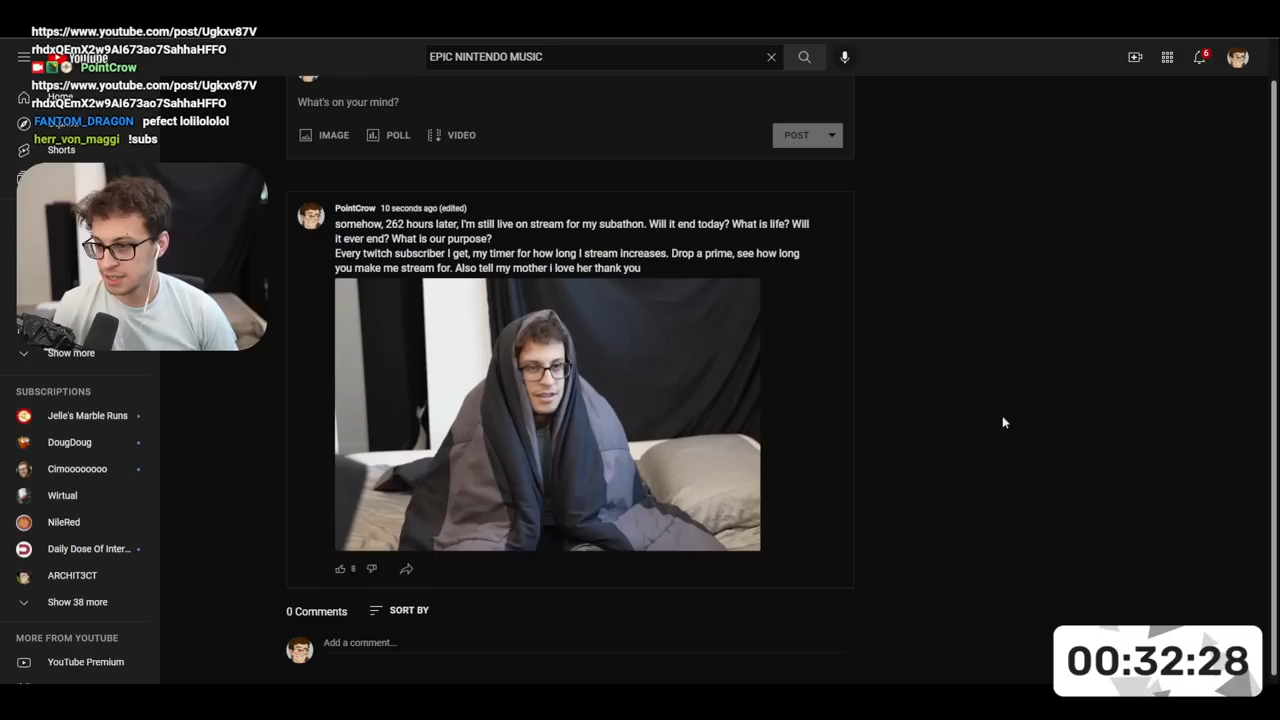 https://www.youtube.com/post/Ugkxv87V
rhdxQEmX2w9AI673ao7SahhaHFFO
PointCrow
https://www.youtube.com/post/Ugkxv87V
rhdxQEmX2w9AI673ao7SahhaHFFO
FANTOM_DRAG0N pefect lolilololol
herr_von_maggi !subs
YouTube
EPIC NINTENDO MUSIC
6
Home
Shorts
Show more
SUBSCRIPTIONS
Jelle's Marble Runs
DougDoug
Cimoooooooo
Wirtual
NileRed
Daily Dose Of Inter...
ARCHIT3CT
Show 38 more
MORE FROM YOUTUBE
YouTube Premium
What's on your mind?
IMAGE POLL VIDEO POST
PointCrow 10 seconds ago (edited)
somehow, 262 hours later, I'm still live on stream for my subathon. Will it end today? What is life? Will
it ever end? What is our purpose?
Every twitch subscriber I get, my timer for how long I stream increases. Drop a prime, see how long
you make me stream for. Also tell my mother i love her thank you
8
0 Comments SORT BY
Add a comment...
00:32:28